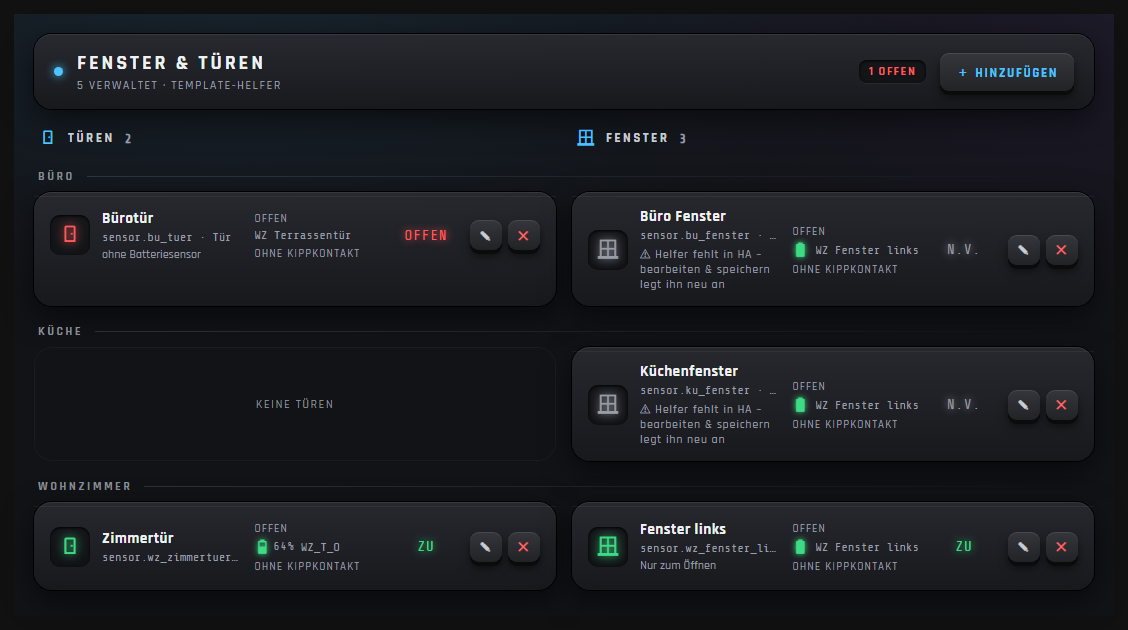 FENSTER & TÜREN
5 VERWALTET · TEMPLATE-HELFER
1 OFFEN
+ HINZUFÜGEN
TÜREN 2
FENSTER 3
BÜRO
Bürotür
sensor.bu_tuer · Tür
ohne Batteriesensor
OFFEN
WZ Terrassentür
OHNE KIPPKONTAKT
OFFEN
Büro Fenster
sensor.bu_fenster · …
⚠ Helfer fehlt in HA –
bearbeiten & speichern
legt ihn neu an
OFFEN
WZ Fenster links
OHNE KIPPKONTAKT
N.V.
KÜCHE
KEINE TÜREN
Küchenfenster
sensor.ku_fenster · …
⚠ Helfer fehlt in HA –
bearbeiten & speichern
legt ihn neu an
OFFEN
WZ Fenster links
OHNE KIPPKONTAKT
N.V.
WOHNZIMMER
Zimmertür
sensor.wz_zimmertuer…
OFFEN
64% WZ_T_O
OHNE KIPPKONTAKT
ZU
Fenster links
sensor.wz_fenster_li…
Nur zum Öffnen
OFFEN
WZ Fenster links
OHNE KIPPKONTAKT
ZU